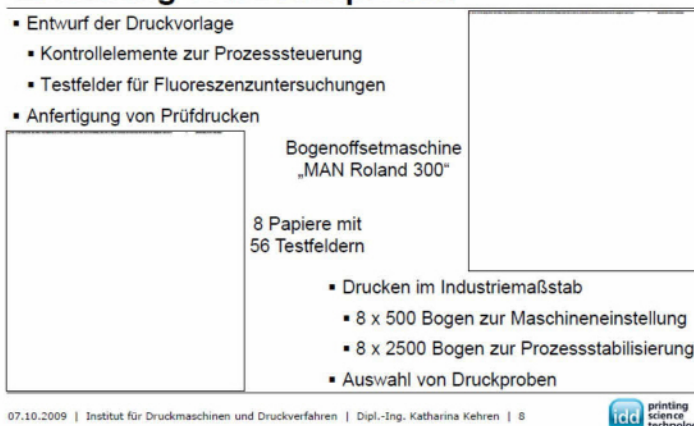 ▪ Entwurf der Druckvorlage
▪ Kontrollelemente zur Prozesssteuerung
▪ Testfelder für Fluoreszenzuntersuchungen
▪ Anfertigung von Prüfdrucken
Bogenoffsetmaschine
„MAN Roland 300“
8 Papiere mit
56 Testfeldern
▪ Drucken im Industriemaßstab
▪ 8 x 500 Bogen zur Maschineneinstellung
▪ 8 x 2500 Bogen zur Prozessstabilisierung
▪ Auswahl von Druckproben
07.10.2009 | Institut für Druckmaschinen und Druckverfahren | Dipl.-Ing. Katharina Kehren | 8
idd
printing
science